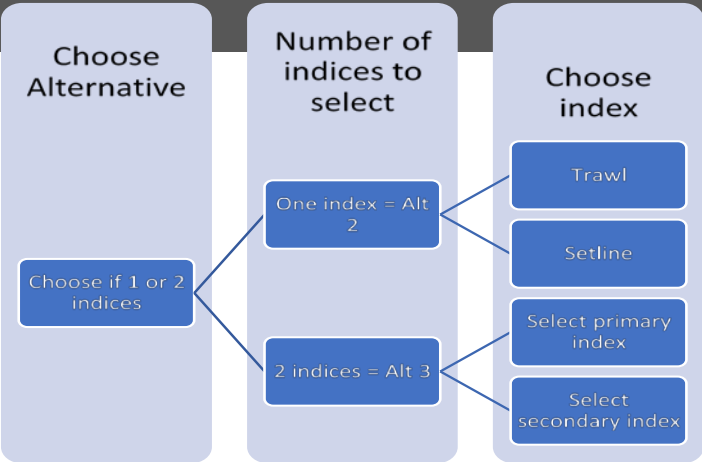 Choose
Alternative
Choose if 1 or 2
indices
Number of
indices to
select
One index = Alt
2
2 indices = Alt 3
Choose
index
Trawl
Setline
Select primary
index
Select
secondary index